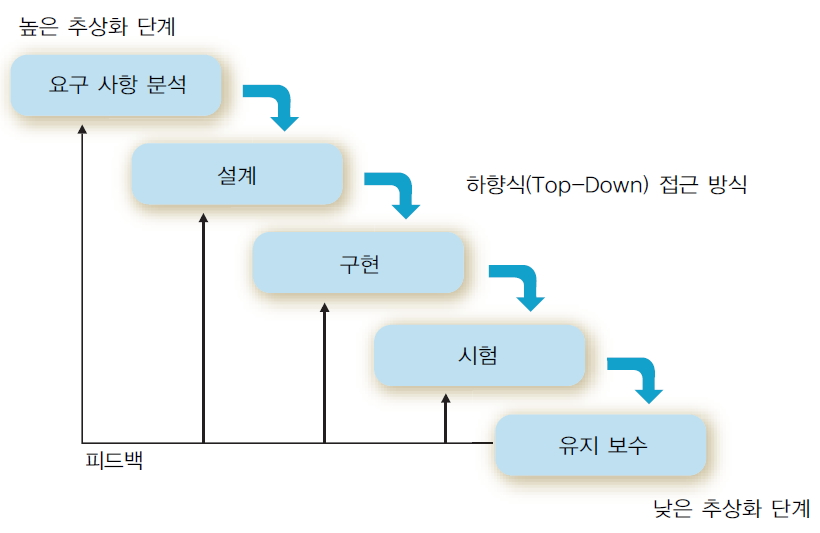 높은 추상화 단계
요구 사항 분석
설계
하향식(Top-Down) 접근 방식
구현
시험
유지 보수
피드백
낮은 추상화 단계